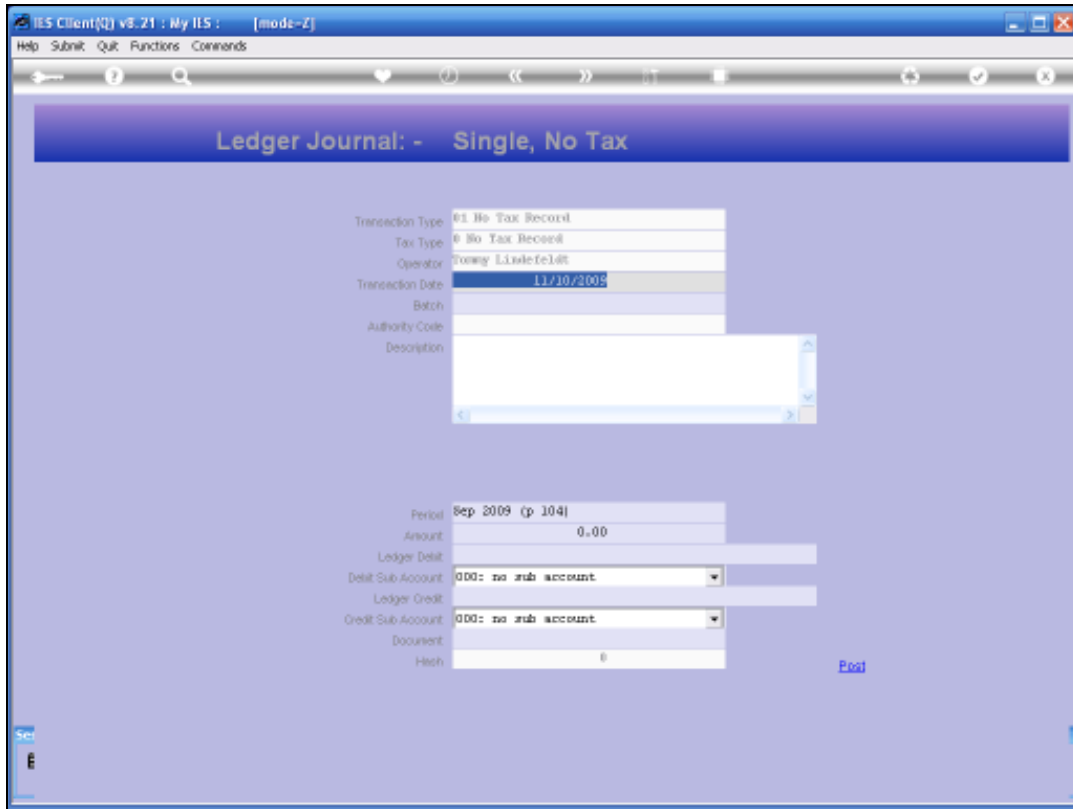 IES Client(Q) v8.21 : My IES : [mode-Z]
Help Submit Quit Functions Commands
Ledger Journal: - Single, No Tax
Transaction Type 01 No Tax Record
Tax Type 0 No Tax Record
Operator Tommy Lindefeldt
Transaction Date 11/10/2009
Batch
Authority Code
Description
Period Sep 2009 (p 104)
Amount 0.00
Ledger Debit
Debit Sub Account 000: no sub account
Ledger Credit
Credit Sub Account 000: no sub account
Document
Hash 0
Post